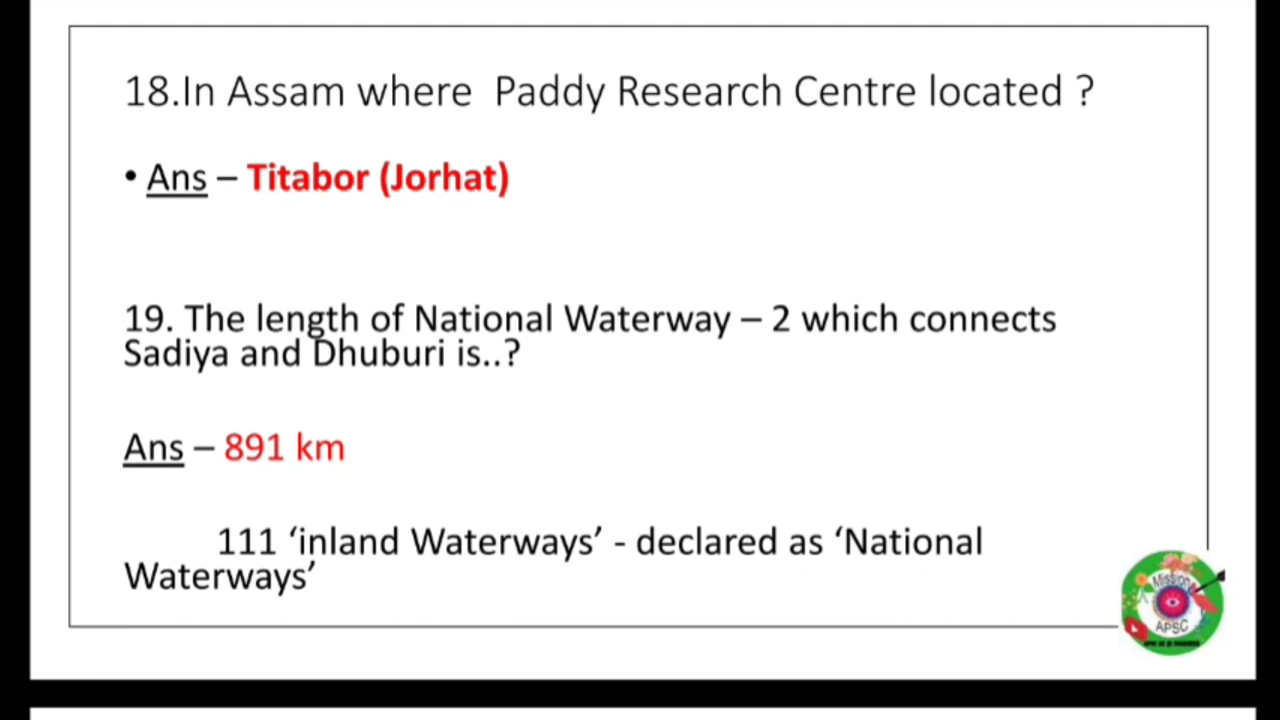 18.In Assam where Paddy Research Centre located ?
• Ans – Titabor (Jorhat)
19. The length of National Waterway – 2 which connects
Sadiya and Dhuburi is..?
Ans – 891 km
111 ‘inland Waterways’ - declared as ‘National
Waterways’
Mission
APSC